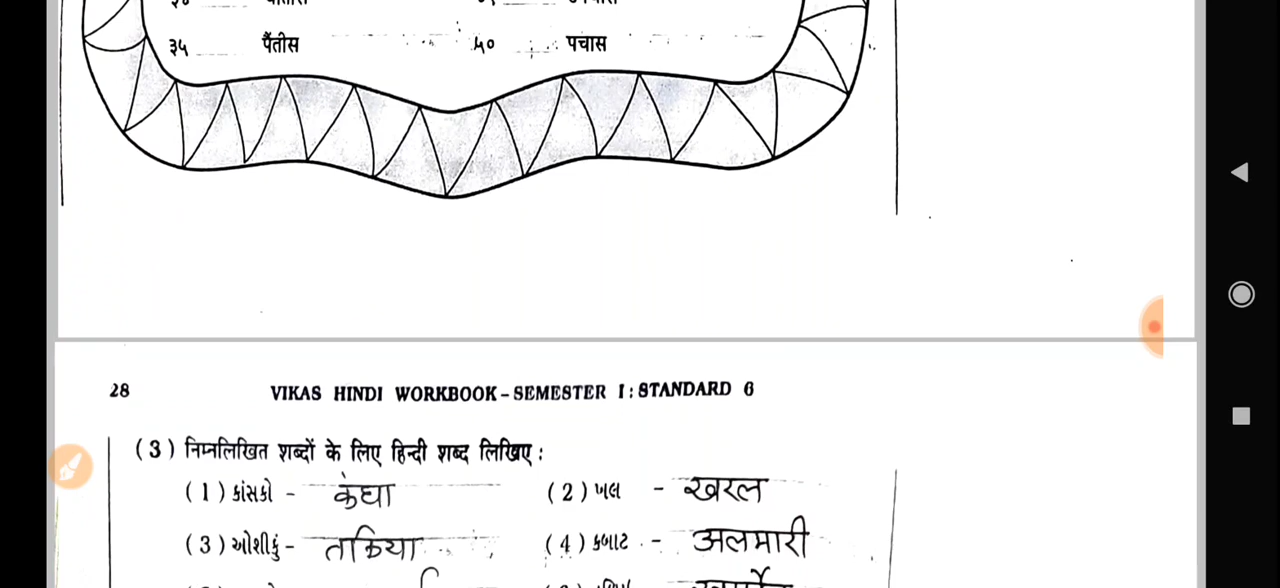 ३५ पैंतीस ५० पचास
28 VIKAS HINDI WORKBOOK – SEMESTER I : STANDARD 6
( 3 ) निम्नलिखित शब्दों के लिए हिन्दी शब्द लिखिए :
( 1 ) કાંસકો - कंघा ( 2 ) ખલ - खरल
( 3 ) ઓશીકું - तकिया ( 4 ) કબાટ - अलमारी